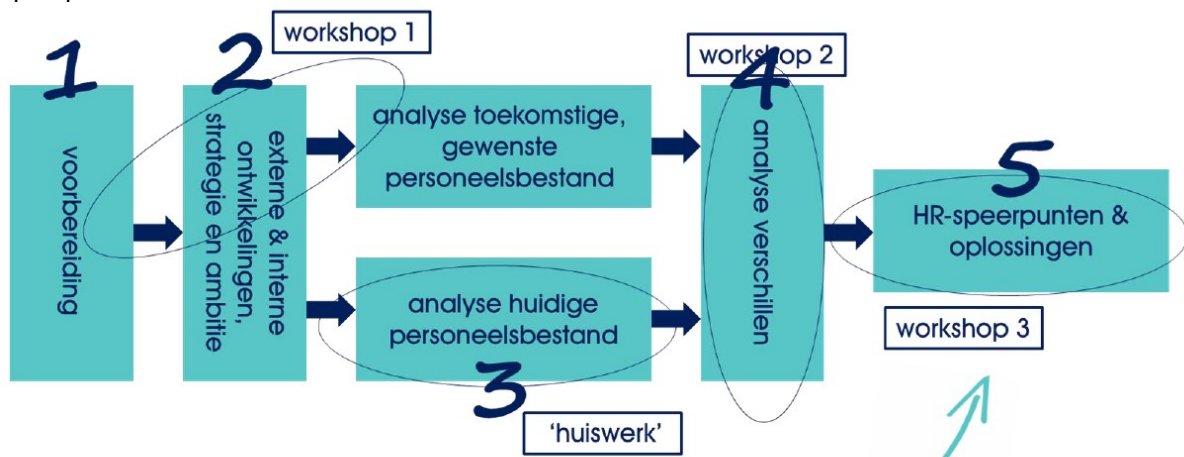 1
voorbereiding
2
workshop 1
externe & interne
ontwikkelingen,
strategie en ambitie
analyse toekomstige,
gewenste
personeelsbestand
analyse huidige
personeelsbestand
3
'huiswerk'
workshop 2
4
analyse verschillen
5
HR-speerpunten &
oplossingen
workshop 3